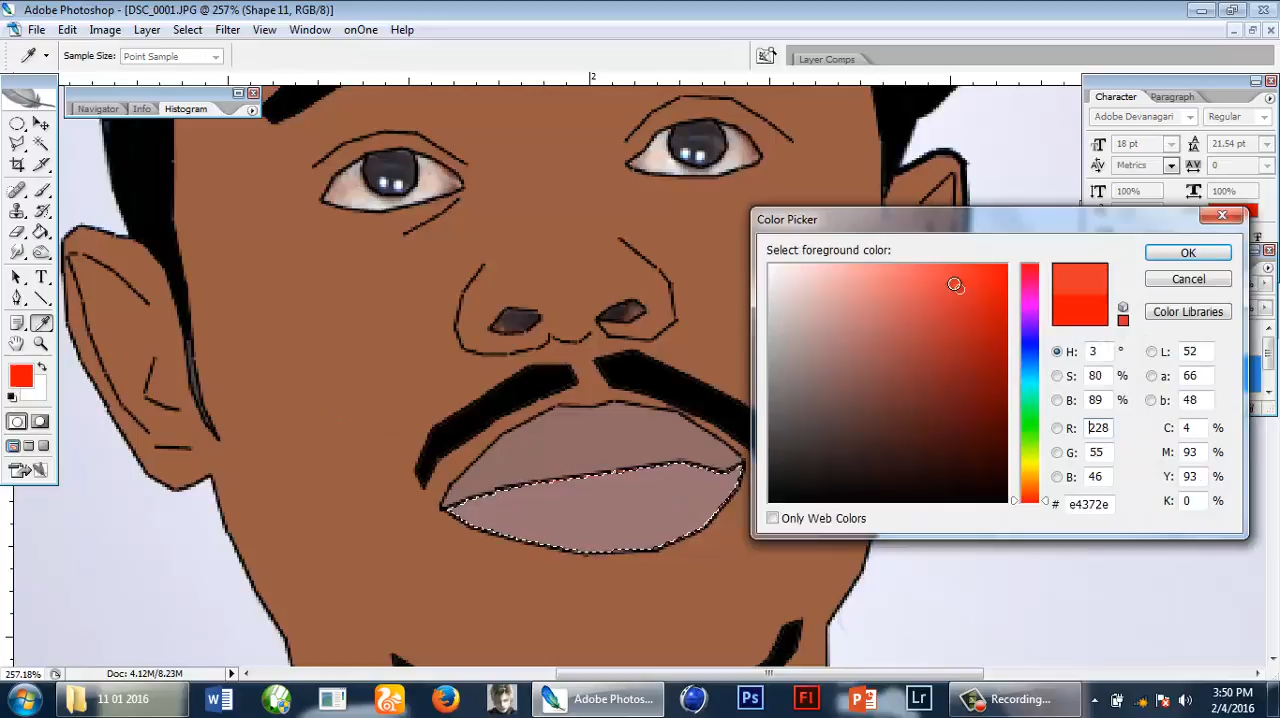 Adobe Photoshop - [DSC_0001.JPG @ 257% (Shape 11, RGB/8)]
File Edit Image Layer Select Filter View Window onOne Help
Sample Size: Point Sample
Layer Comps
2
Navigator Info Histogram
Character Paragraph
Adobe Devanagari Regular
18 pt 21.54 pt
Metrics 0
100% 100%
Color Picker
Select foreground color:
OK
Cancel
Color Libraries
H: 3 ° L: 52
S: 80 % a: 66
B: 89 % b: 48
R: 228 C: 4 %
G: 55 M: 93 %
B: 46 Y: 93 %
# e4372e K: 0 %
Only Web Colors
257.18% Doc: 4.12M/8.23M
11 01 2016 Adobe Photos... Recording... 3:50 PM
2/4/2016